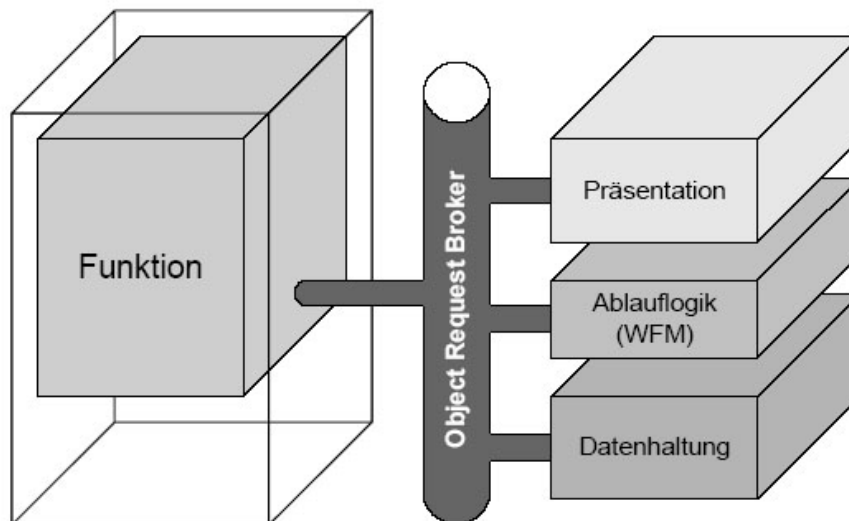 Funktion
Object Request Broker
Präsentation
Ablauflogik
(WFM)
Datenhaltung